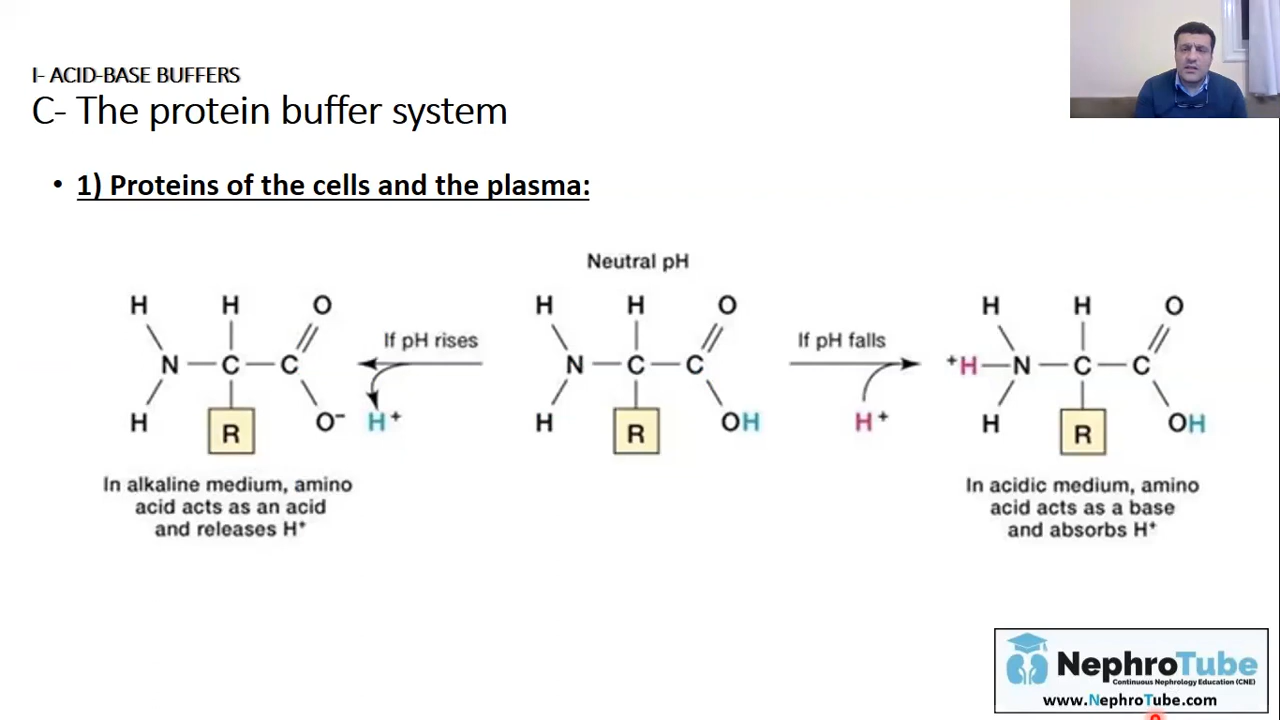 I- ACID-BASE BUFFERS
C- The protein buffer system
• 1) Proteins of the cells and the plasma:
Neutral pH
H H O
If pH rises
N — C — C
H R O⁻ H⁺
In alkaline medium, amino
acid acts as an acid
and releases H⁺
H H O
N — C — C
H R OH
If pH falls
H⁺
H H O
⁺H — N — C — C
H R OH
In acidic medium, amino
acid acts as a base
and absorbs H⁺
NephroTube
Continuous Nephrology Education (CNE)
www.NephroTube.com